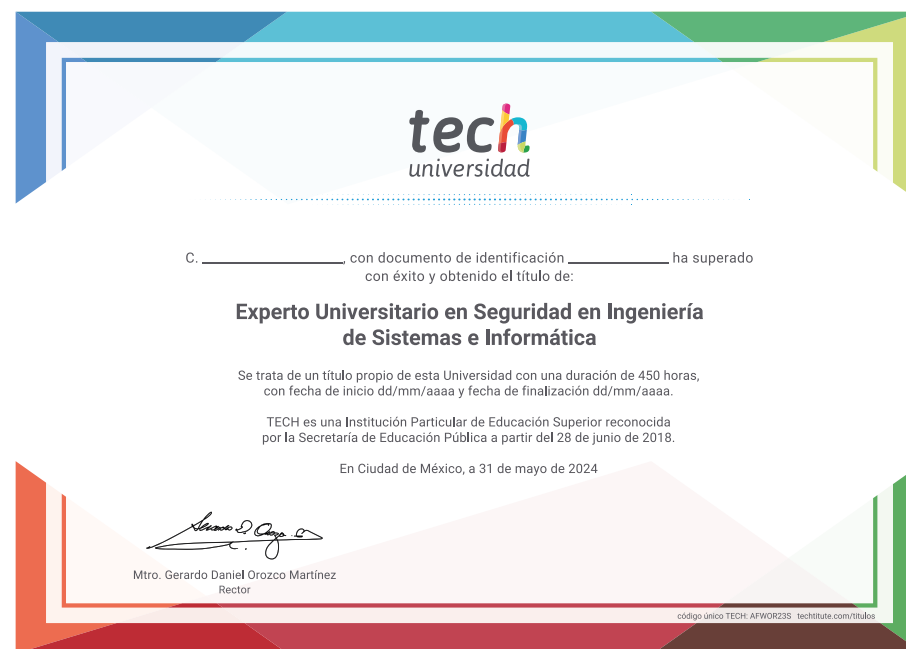 tech
universidad
C. ____________, con documento de identificación ____________ ha superado
con éxito y obtenido el título de:
Experto Universitario en Seguridad en Ingeniería
de Sistemas e Informática
Se trata de un título propio de esta Universidad con una duración de 450 horas,
con fecha de inicio dd/mm/aaaa y fecha de finalización dd/mm/aaaa.
TECH es una Institución Particular de Educación Superior reconocida
por la Secretaría de Educación Pública a partir del 28 de junio de 2018.
En Ciudad de México, a 31 de mayo de 2024
Mtro. Gerardo Daniel Orozco Martínez
Rector
código único TECH: AFWOR23S techtitute.com/titulos